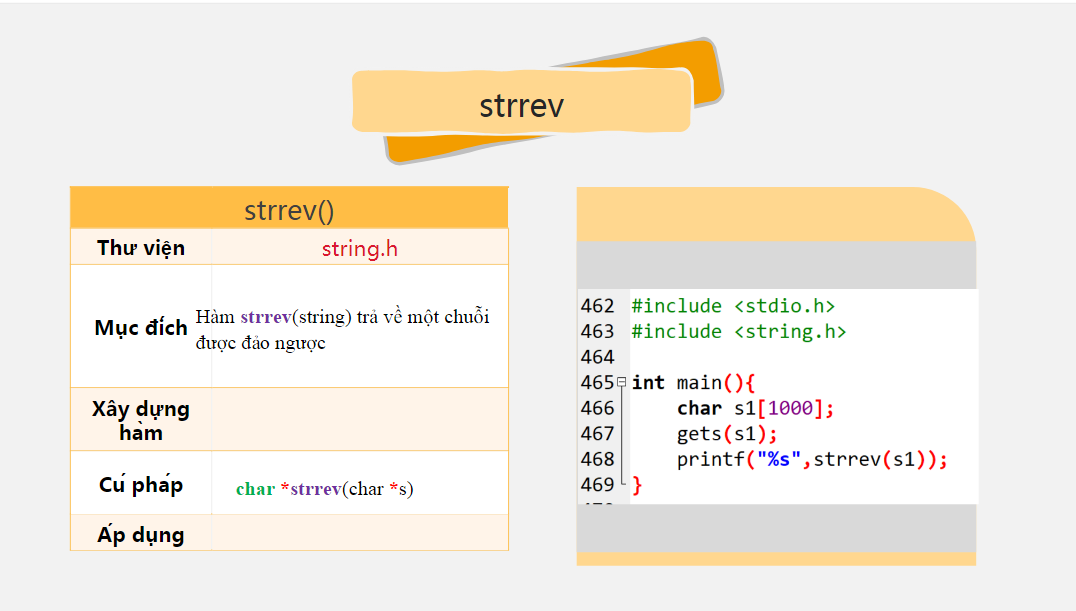 strrev
strrev()
Thư viện string.h
Mục đích
Hàm strrev(string) trả về một chuỗi
được đảo ngược
Xây dựng
hàm
Cú pháp char *strrev(char *s)
Áp dụng
462 #include <stdio.h>
463 #include <string.h>
464
465 int main(){
466 char s1[1000];
467 gets(s1);
468 printf("%s",strrev(s1));
469 }